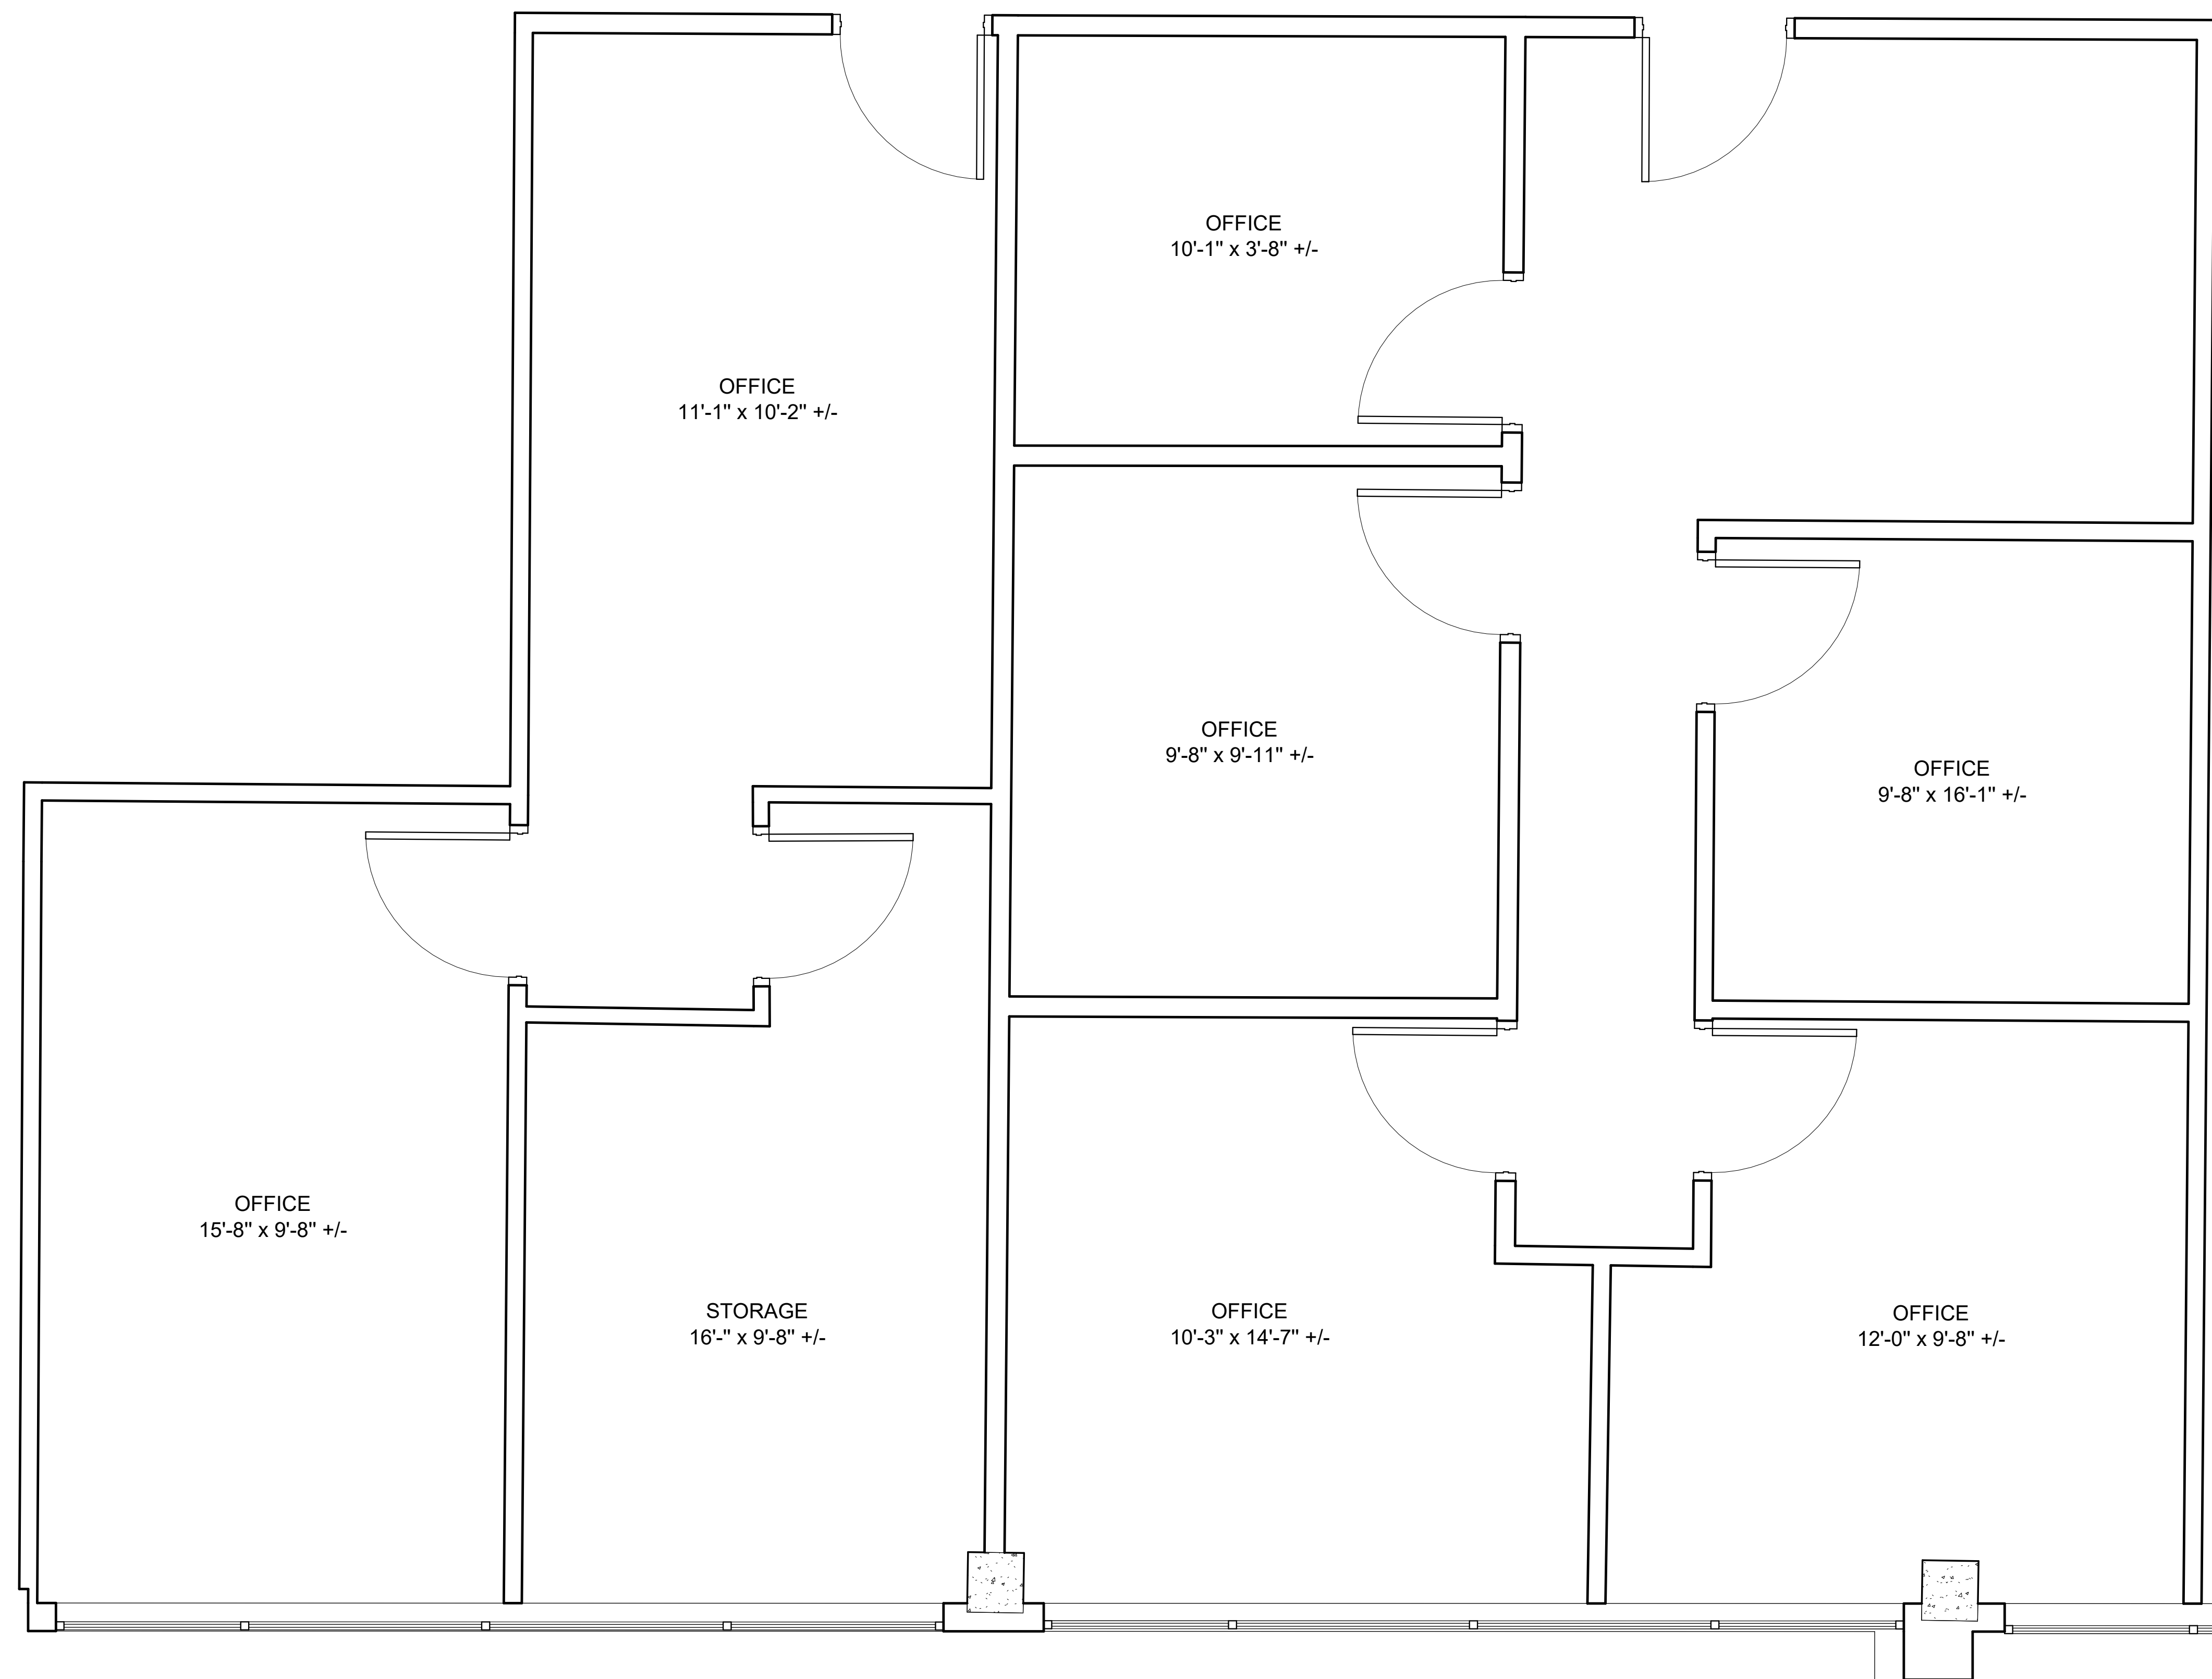 OFFICE
10'-1" x 3'-8" +/-
OFFICE
11'-1" x 10'-2" +/-
OFFICE
9'-8" x 9'-11" +/-
OFFICE
9'-8" x 16'-1" +/-
OFFICE
15'-8" x 9'-8" +/-
STORAGE
16'-" x 9'-8" +/-
OFFICE
10'-3" x 14'-7" +/-
OFFICE
12'-0" x 9'-8" +/-